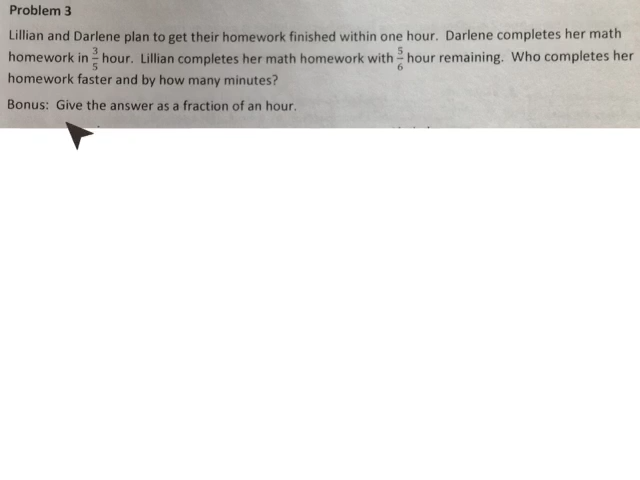 Problem 3
Lillian and Darlene plan to get their homework finished within one hour. Darlene completes her math
homework in 3/5 hour. Lillian completes her math homework with 5/6 hour remaining. Who completes her
homework faster and by how many minutes?
Bonus: Give the answer as a fraction of an hour.